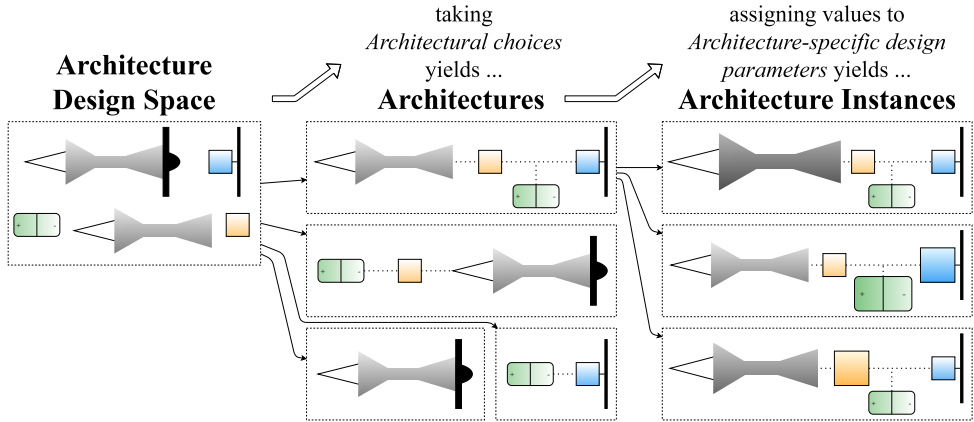 Architecture
Design Space
taking
Architectural choices
yields ...
Architectures
assigning values to
Architecture-specific design
parameters yields ...
Architecture Instances
+ -
+ -
+ -
+ -
+ -
+ -
+ -